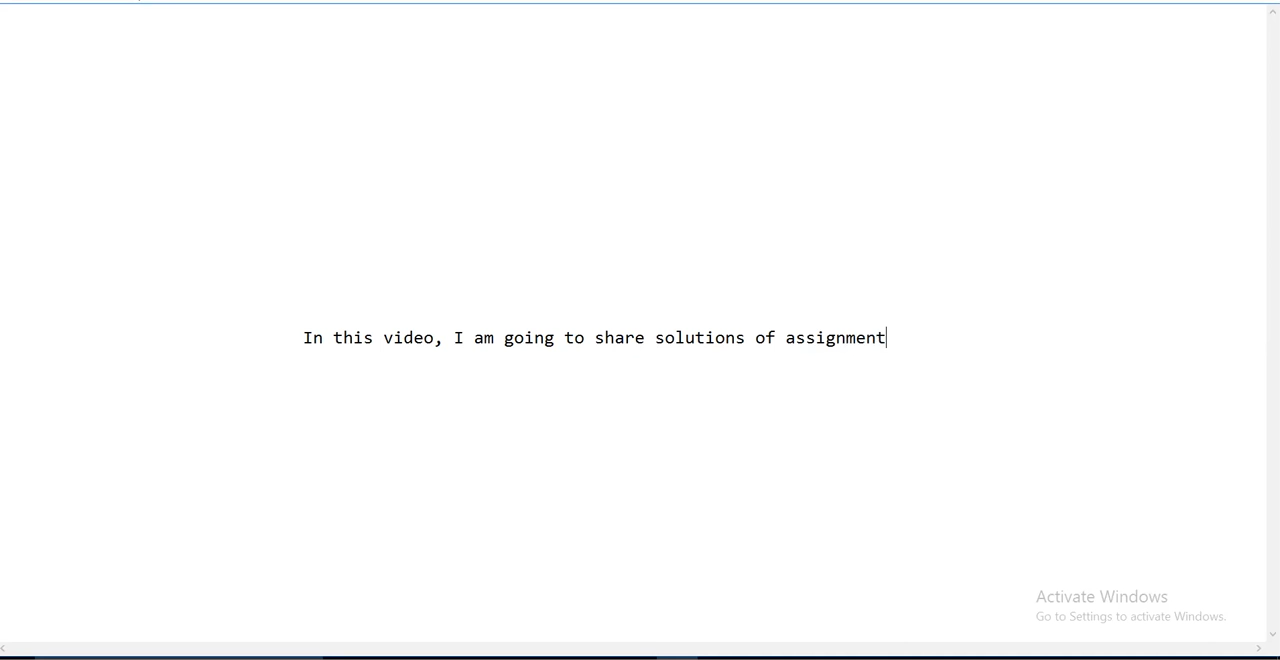 In this video, I am going to share solutions of assignment
Activate Windows
Go to Settings to activate Windows.